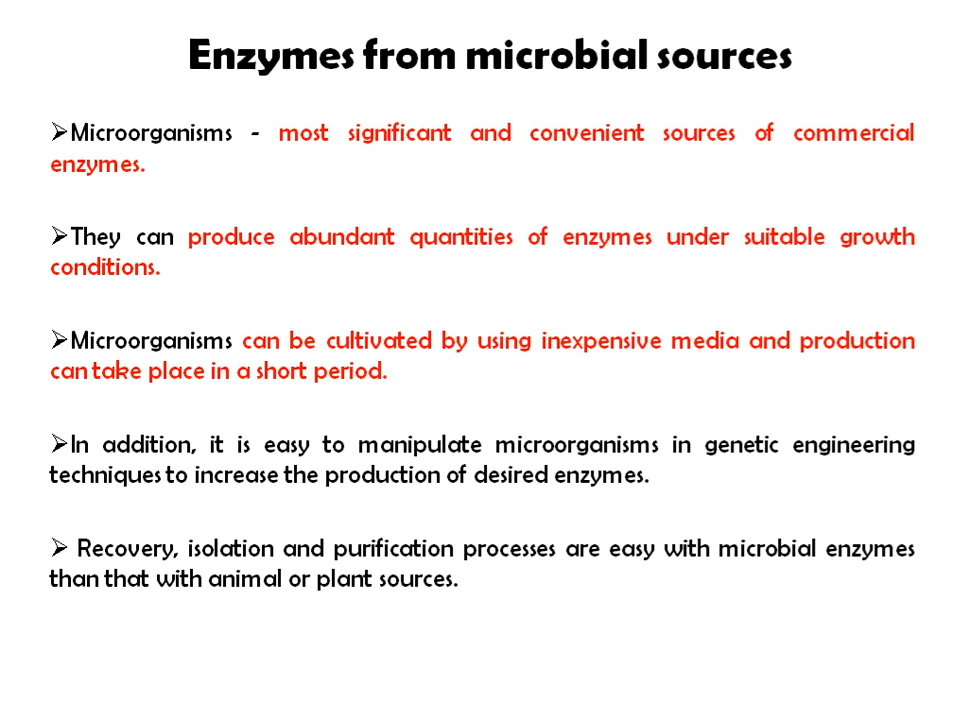 Enzymes from microbial sources
➢Microorganisms - most significant and convenient sources of commercial
enzymes.
➢They can produce abundant quantities of enzymes under suitable growth
conditions.
➢Microorganisms can be cultivated by using inexpensive media and production
can take place in a short period.
➢In addition, it is easy to manipulate microorganisms in genetic engineering
techniques to increase the production of desired enzymes.
➢ Recovery, isolation and purification processes are easy with microbial enzymes
than that with animal or plant sources.